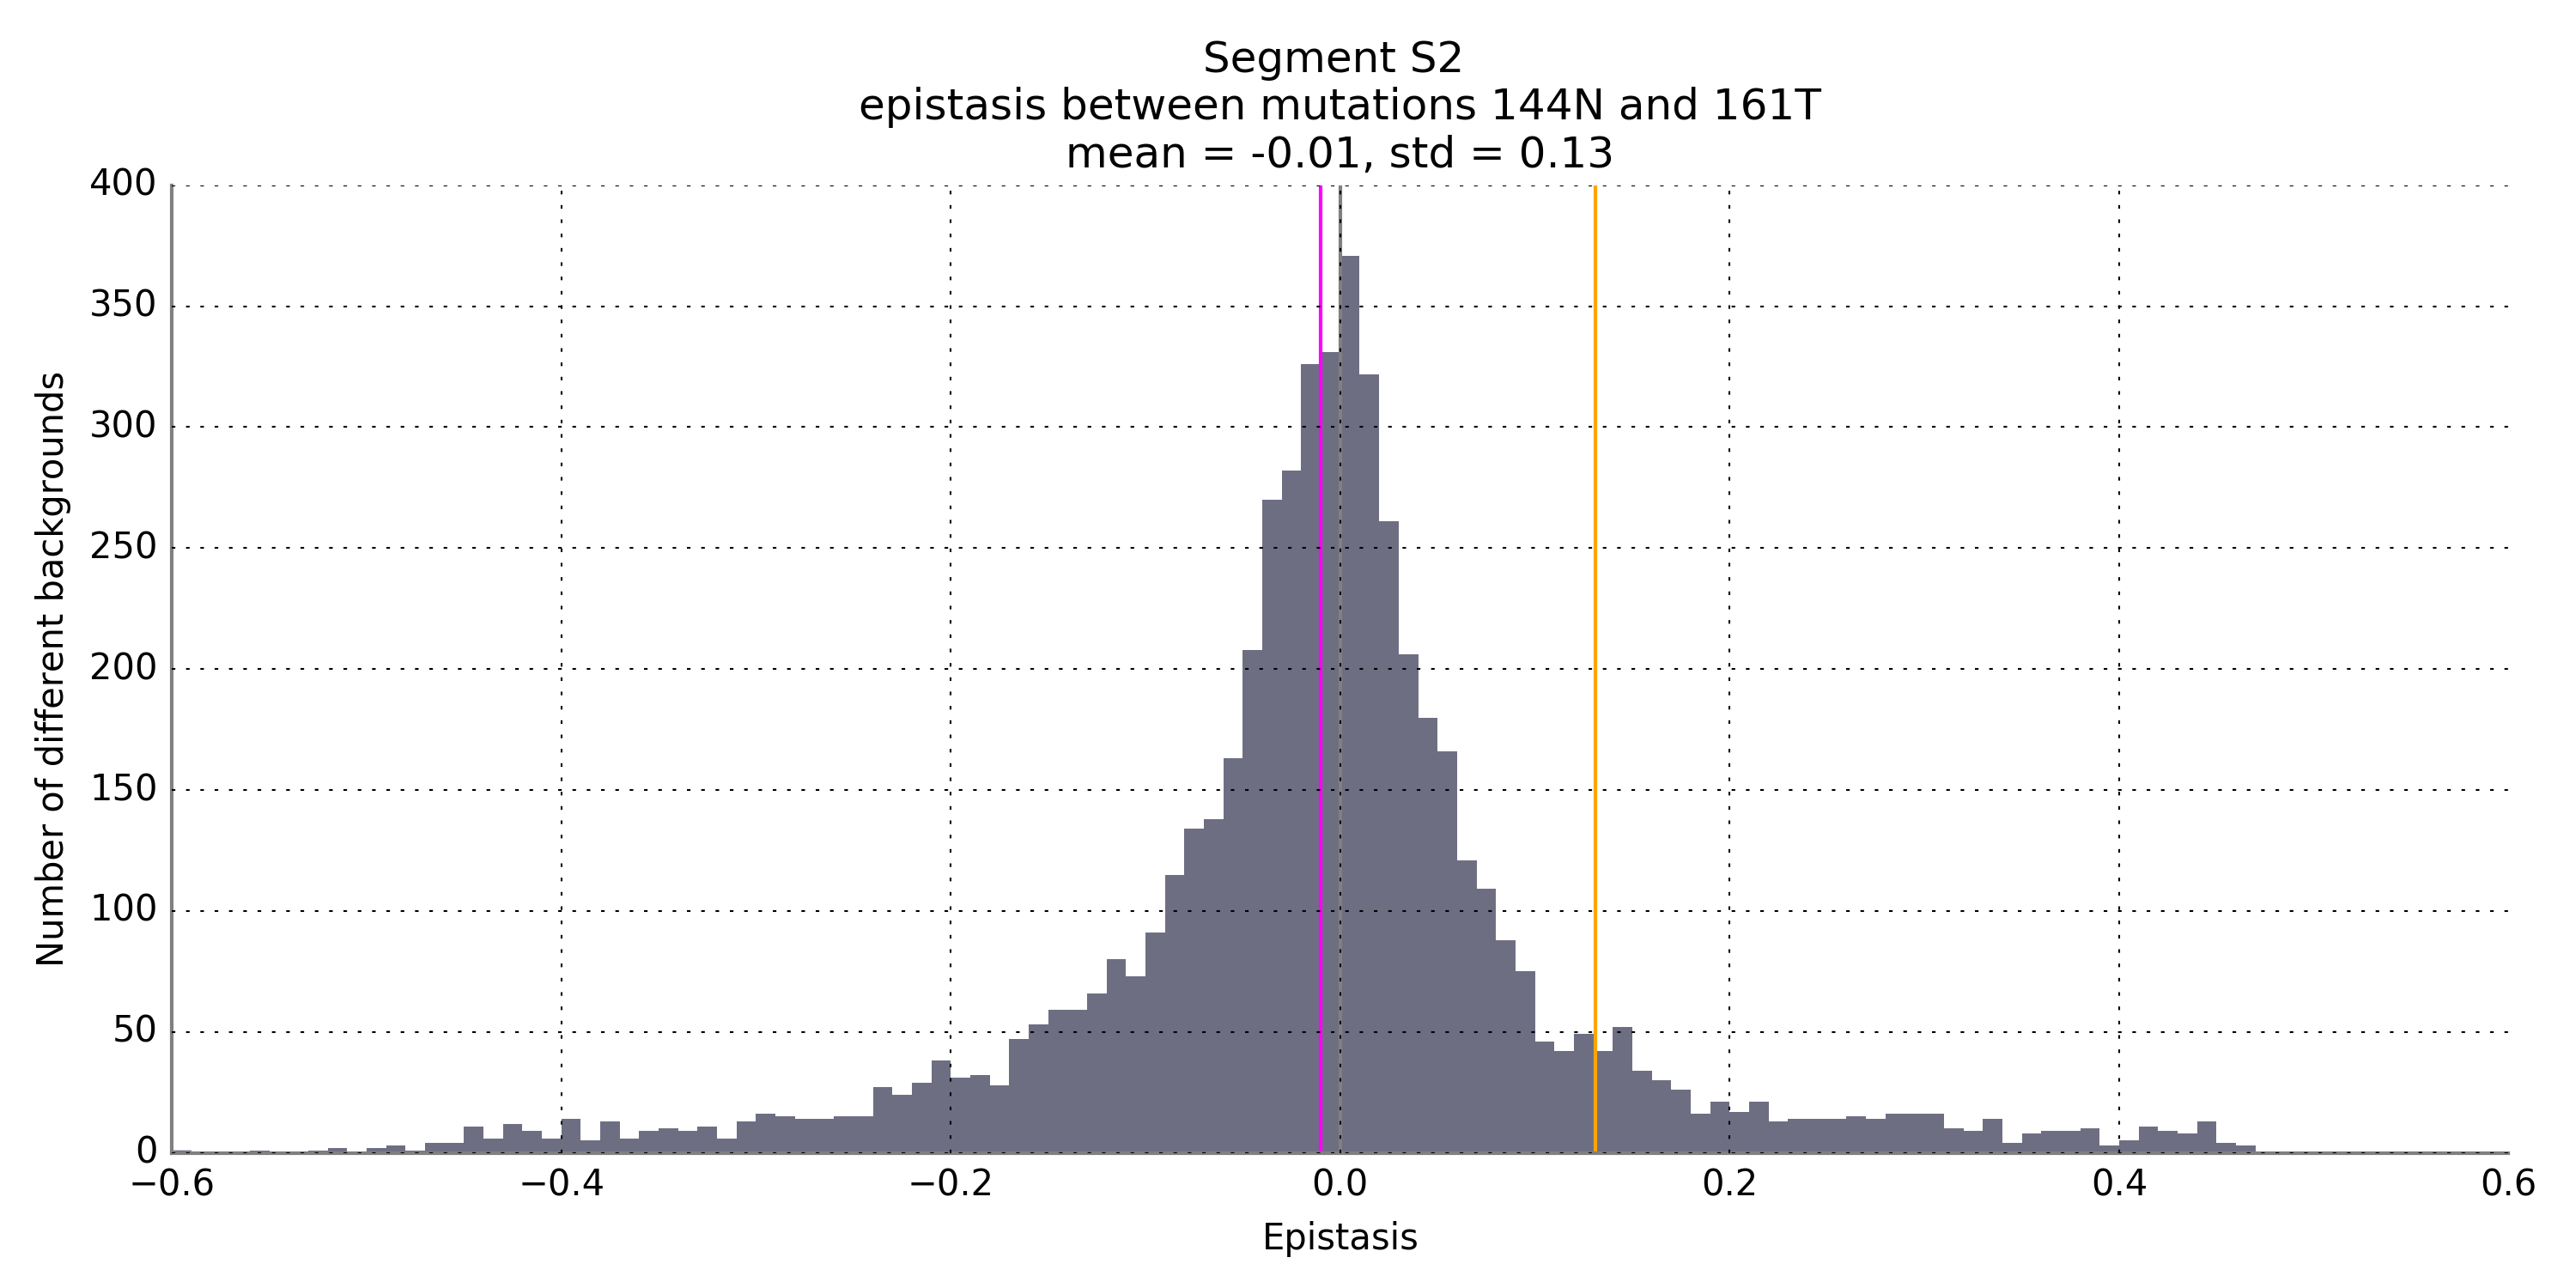 Segment S2
epistasis between mutations 144N and 161T
mean = -0.01, std = 0.13
400
350
300
250
200
150
100
50
0
Number of different backgrounds
−0.6 −0.4 −0.2 0.0 0.2 0.4 0.6
Epistasis